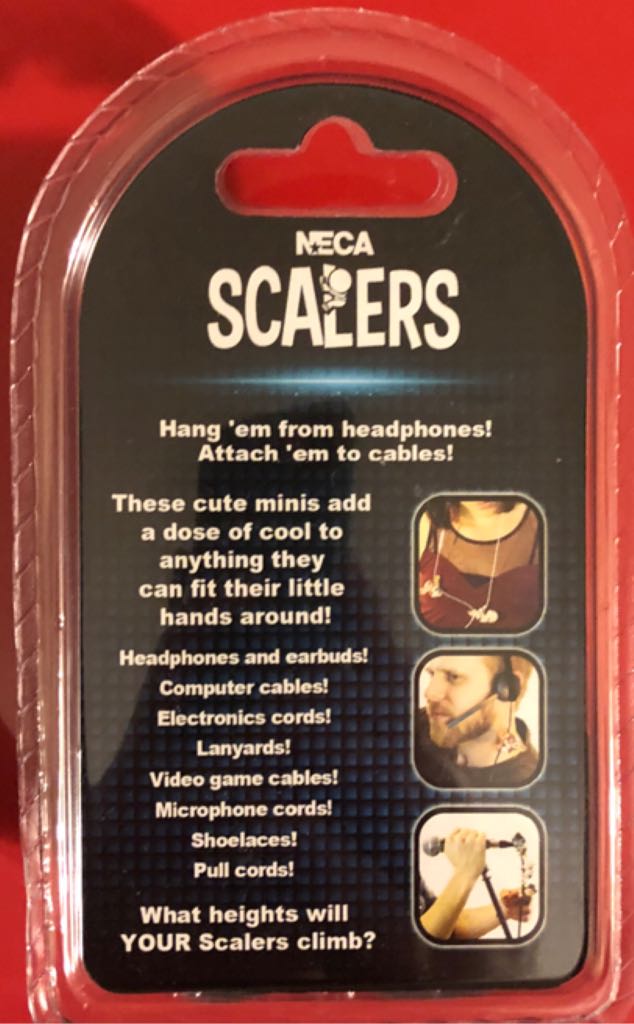 NECA
SCALERS
Hang 'em from headphones!
Attach 'em to cables!
These cute minis add
a dose of cool to
anything they
can fit their little
hands around!
Headphones and earbuds!
Computer cables!
Electronics cords!
Lanyards!
Video game cables!
Microphone cords!
Shoelaces!
Pull cords!
What heights will
YOUR Scalers climb?